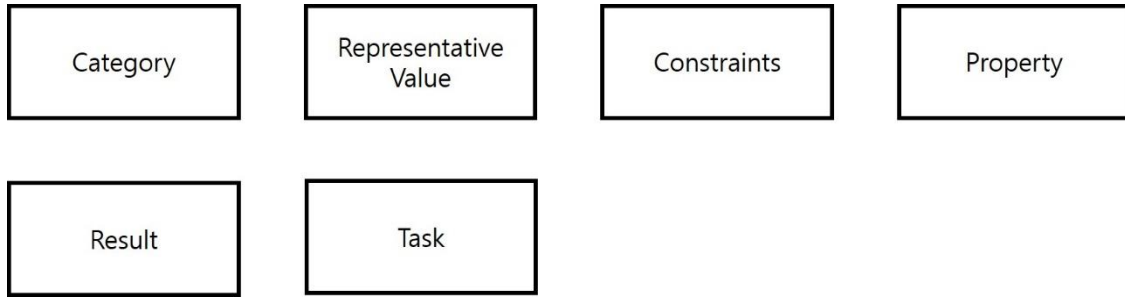 Category
Representative
Value
Constraints
Property
Result
Task